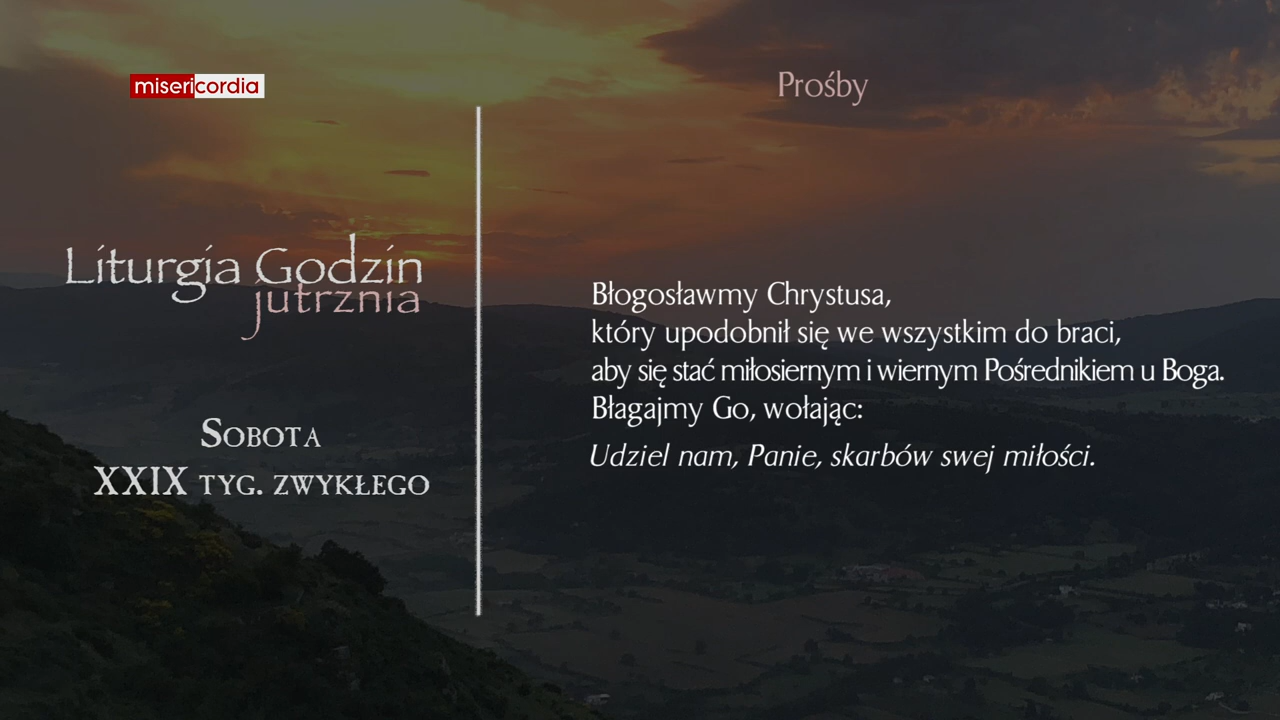 misericordia
Liturgia Godzin
jutrznia
Sobota
XXIX tyg. zwykłego
Prośby
Błogosławmy Chrystusa,
który upodobnił się we wszystkim do braci,
aby się stać miłosiernym i wiernym Pośrednikiem u Boga.
Błagajmy Go, wołając:
Udziel nam, Panie, skarbów swej miłości.